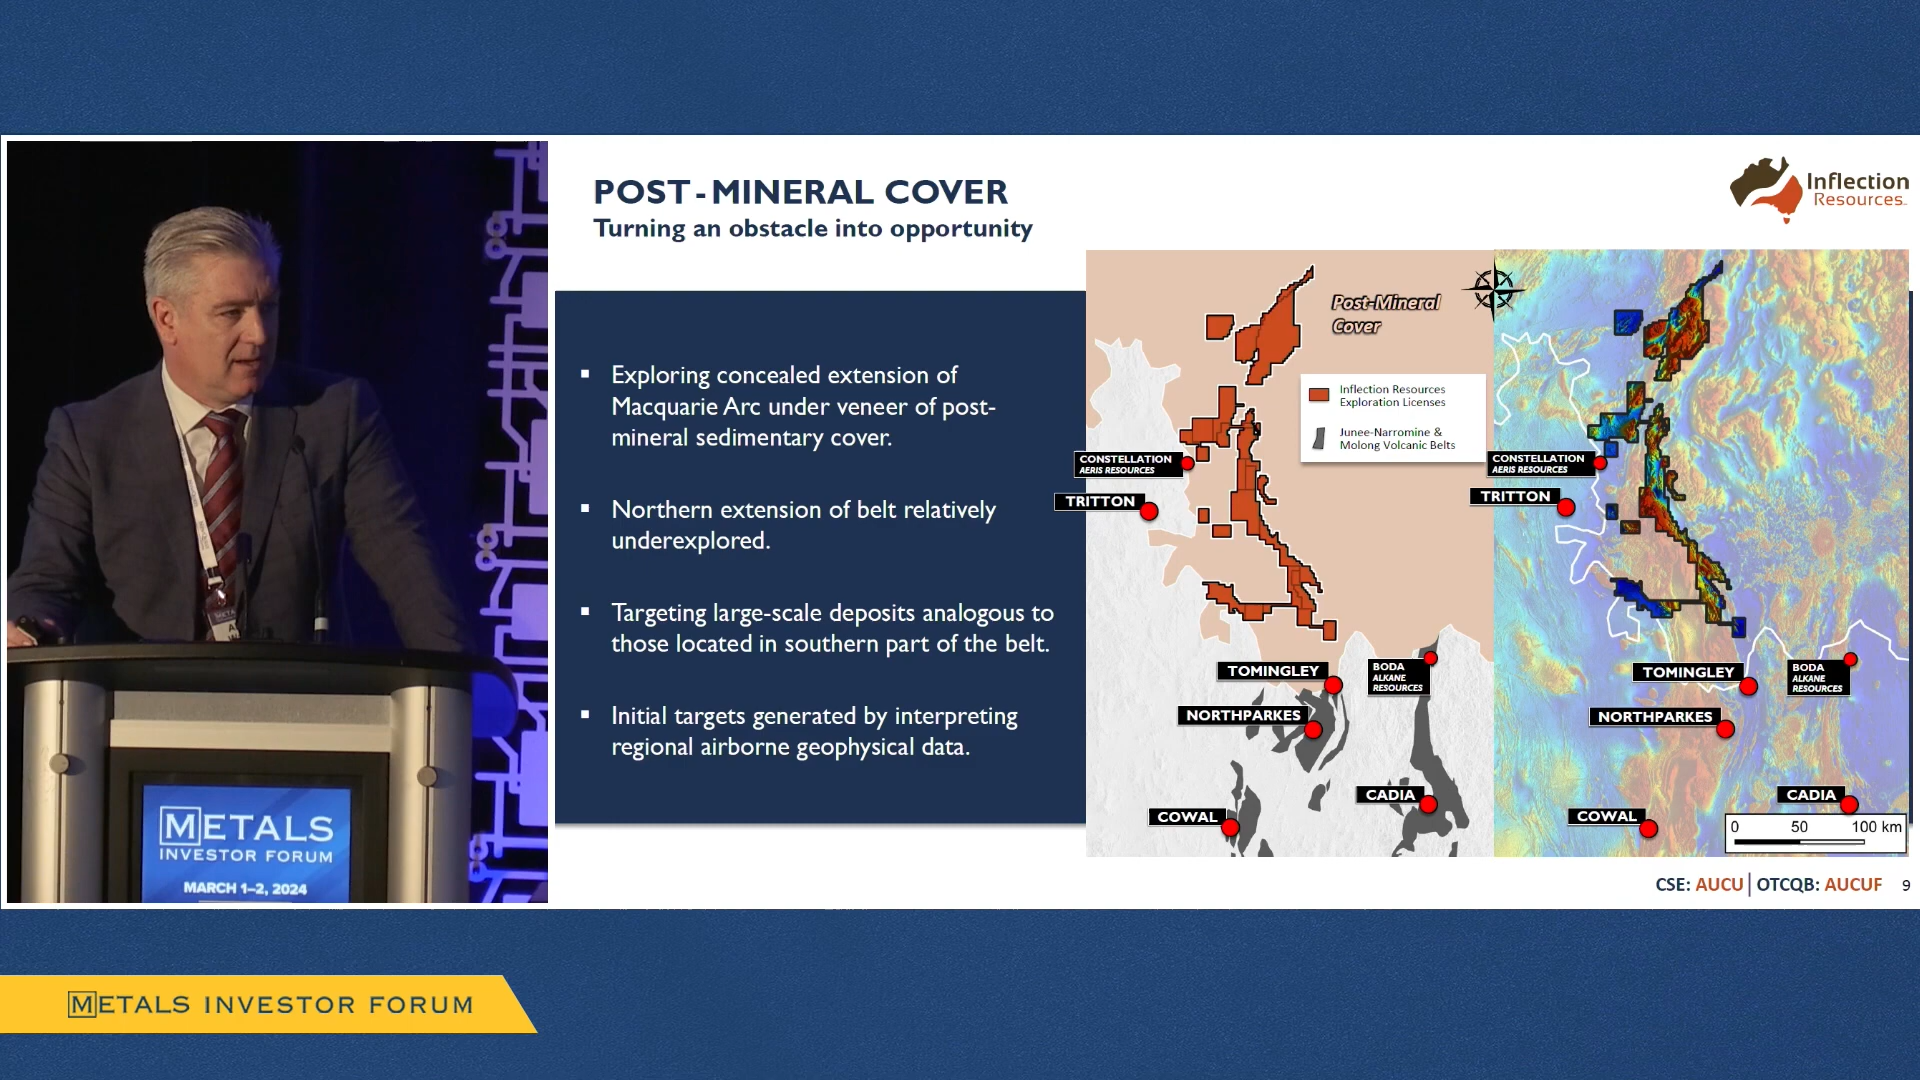 POST-MINERAL COVER
Turning an obstacle into opportunity
Inflection
Resources
▪ Exploring concealed extension of
Macquarie Arc under veneer of post-
mineral sedimentary cover.
▪ Northern extension of belt relatively
underexplored.
▪ Targeting large-scale deposits analogous to
those located in southern part of the belt.
▪ Initial targets generated by interpreting
regional airborne geophysical data.
Post-Mineral
Cover
Inflection Resources
Exploration Licenses
Junee-Narromine &
Molong Volcanic Belts
CONSTELLATION
AERIS RESOURCES
TRITTON
TOMINGLEY
BODA
ALKANE
RESOURCES
NORTHPARKES
CADIA
COWAL
CONSTELLATION
AERIS RESOURCES
TRITTON
TOMINGLEY
BODA
ALKANE
RESOURCES
NORTHPARKES
CADIA
COWAL
0 50 100 km
CSE: AUCU | OTCQB: AUCUF 9
METALS
INVESTOR FORUM
MARCH 1–2, 2024
METALS INVESTOR FORUM